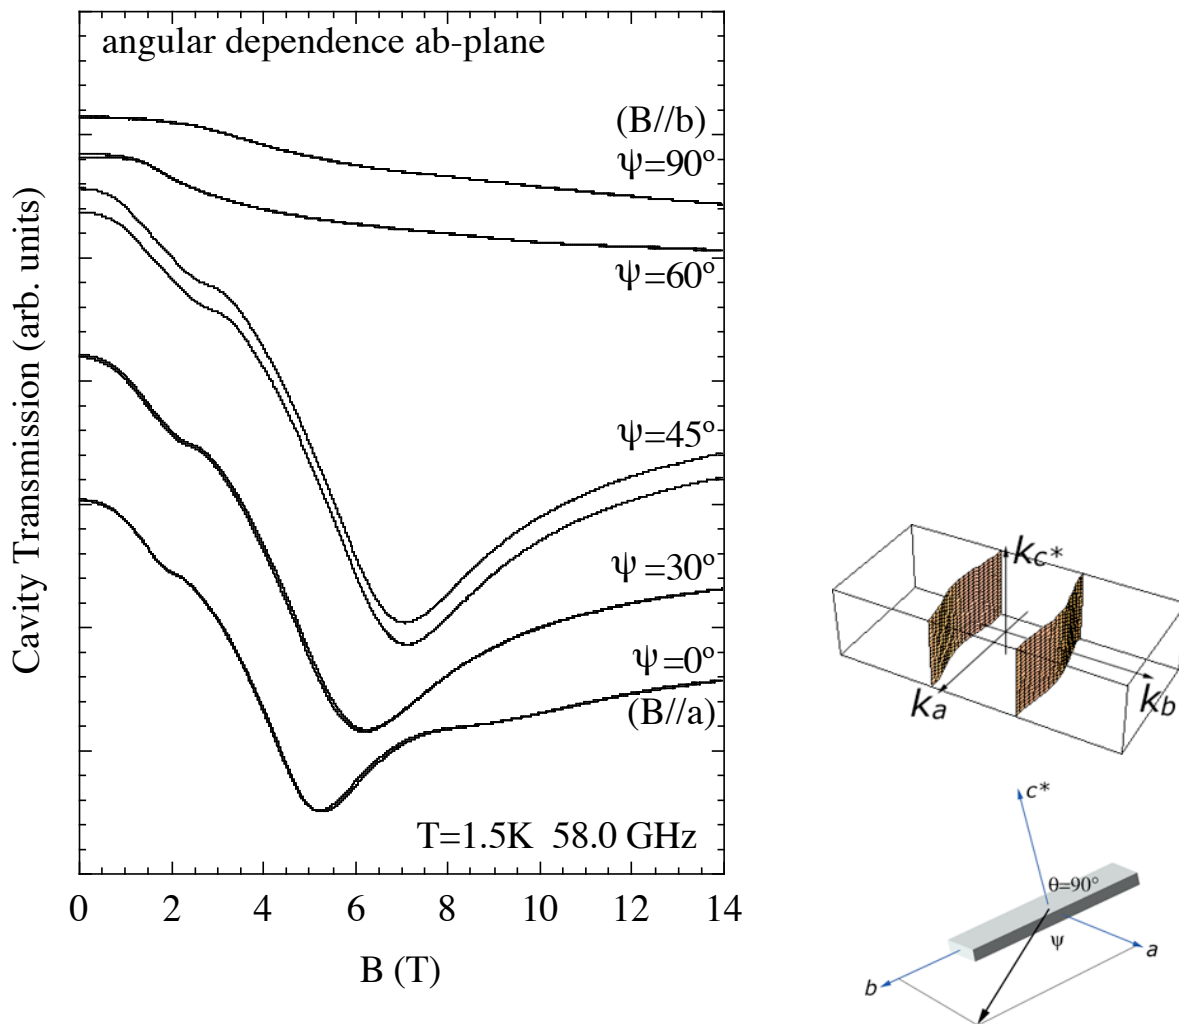 angular dependence ab-plane
(B//b)
ψ=90º
ψ=60º
ψ=45º
ψ=30º
ψ=0º
(B//a)
T=1.5K 58.0 GHz
Cavity Transmission (arb. units)
0 2 4 6 8 10 12 14
B (T)
kc*
ka
kb
c*
θ=90°
ψ
a
b